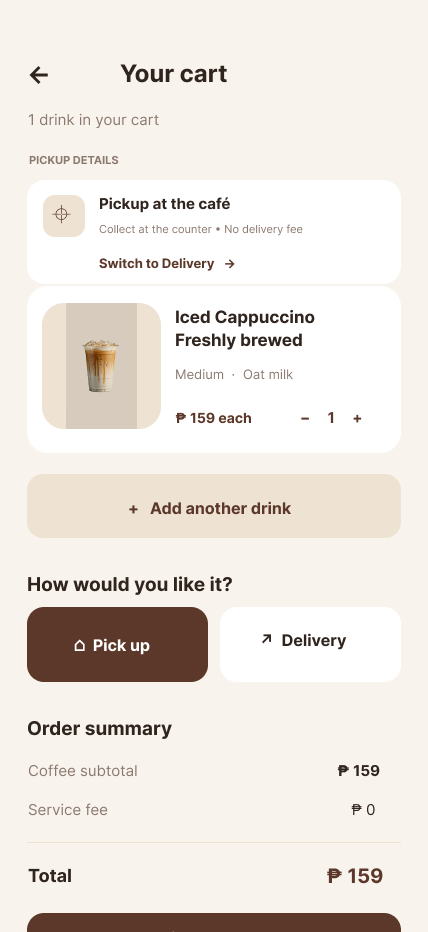 ← Your cart
1 drink in your cart
PICKUP DETAILS
Pickup at the café
Collect at the counter • No delivery fee
Switch to Delivery →
Iced Cappuccino
Freshly brewed
Medium · Oat milk
₱ 159 each − 1 +
+ Add another drink
How would you like it?
⌂ Pick up
↗ Delivery
Order summary
Coffee subtotal ₱ 159
Service fee ₱ 0
Total ₱ 159